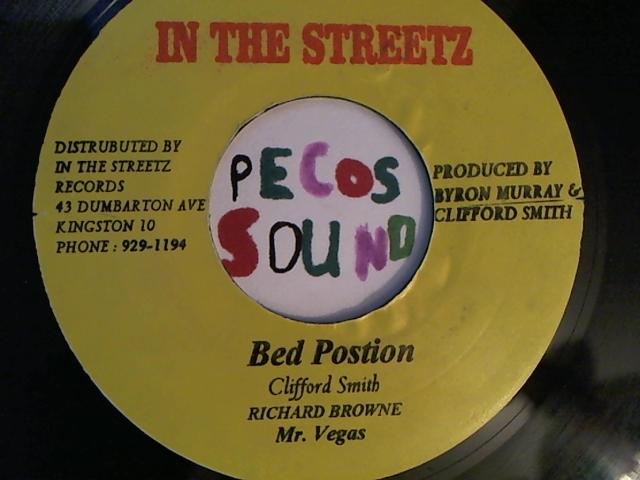 IN THE STREETZ
DISTRUBUTED BY
IN THE STREETZ
RECORDS
43 DUMBARTON AVE
KINGSTON 10
PHONE : 929-1194
PECOS
SOUND
PRODUCED BY
BYRON MURRAY &
CLIFFORD SMITH
Bed Postion
Clifford Smith
RICHARD BROWNE
Mr. Vegas